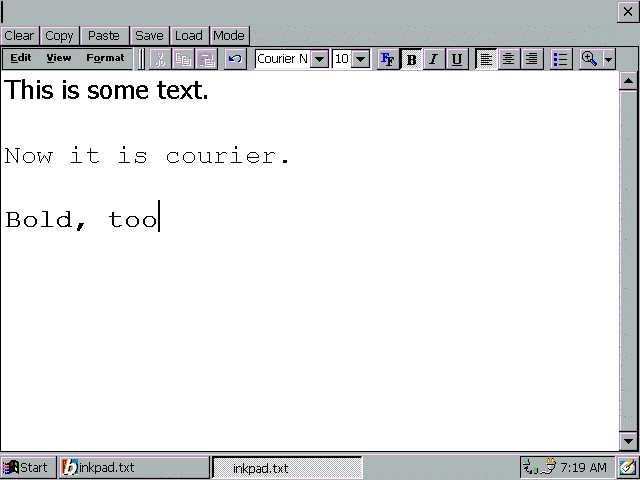 Clear Copy Paste Save Load Mode
Edit View Format Courier N 10 FF B I U
This is some text.
Now it is courier.
Bold, too
Start inkpad.txt inkpad.txt 7:19 AM